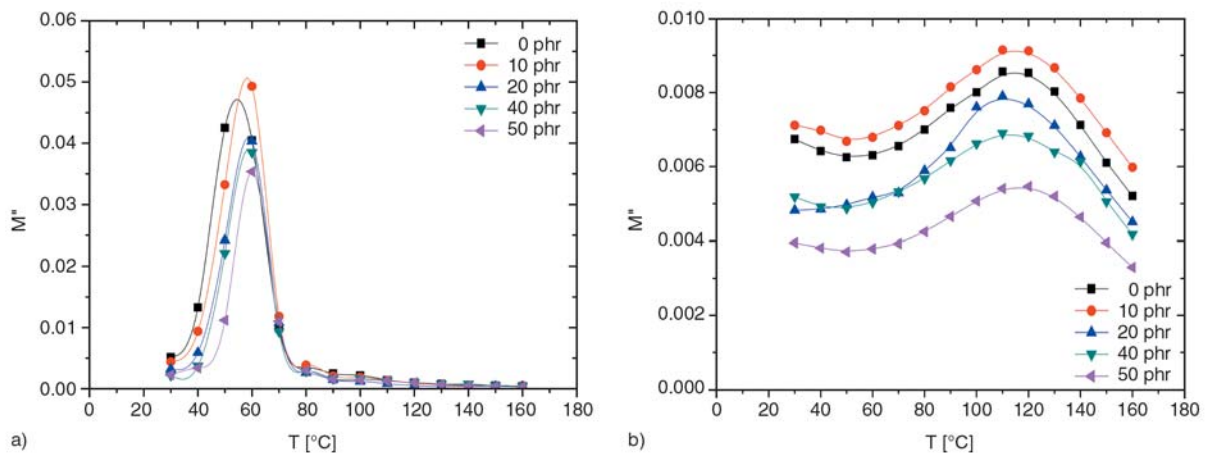 0.06
0.05
0.04
0.03
0.02
0.01
0.00
M"
0 phr
10 phr
20 phr
40 phr
50 phr
0 20 40 60 80 100 120 140 160 180
T [°C]
a)
0.010
0.008
0.006
0.004
0.002
0.000
M"
0 phr
10 phr
20 phr
40 phr
50 phr
20 40 60 80 100 120 140 160 180
T [°C]
b)